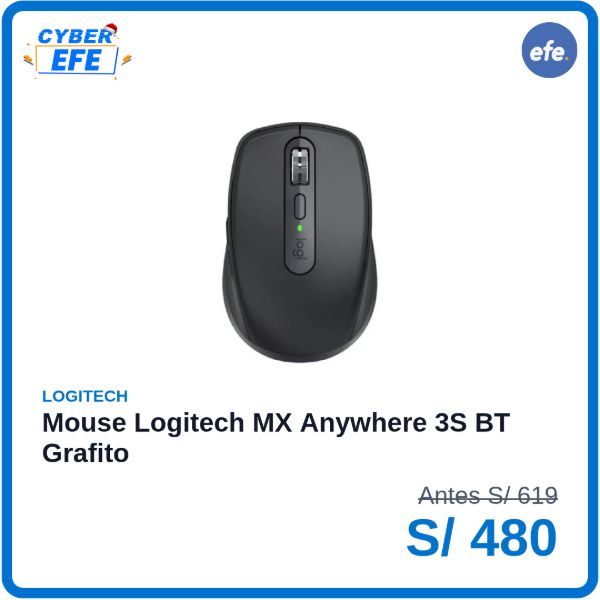 CYBER
EFE
efe.
logi
LOGITECH
Mouse Logitech MX Anywhere 3S BT
Grafito
Antes S/ 619
S/ 480